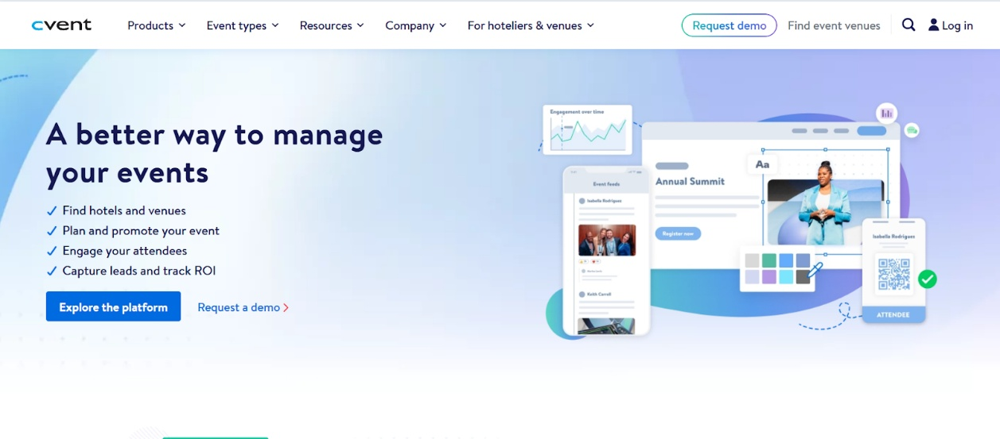 cvent
Products
Event types
Resources
Company
For hoteliers & venues
Request demo
Find event venues
Log in
A better way to manage
your events
Find hotels and venues
Plan and promote your event
Engage your attendees
Capture leads and track ROI
Explore the platform
Request a demo
Engagement over time
Event feeds
Isabella Rodriguez
Keith Carroll
Annual Summit
Register now
Aa
Isabella Rodriguez
ATTENDEE